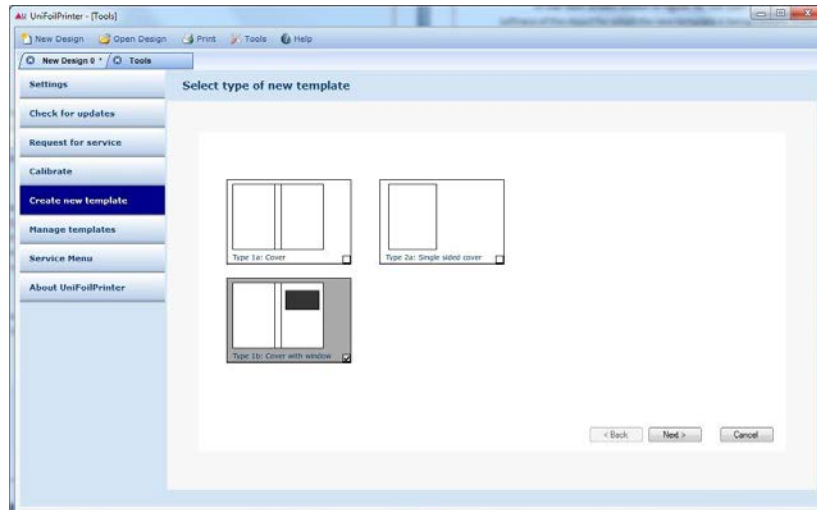 UniFoilPrinter - [Tools]
New Design Open Design Print Tools Help
New Design 0 * Tools
Settings
Select type of new template
Check for updates
Request for service
Calibrate
Create new template
Manage templates
Service Menu
About UniFoilPrinter
Type 1a: Cover
Type 2a: Single sided cover
Type 1b: Cover with window
< Back Next > Cancel